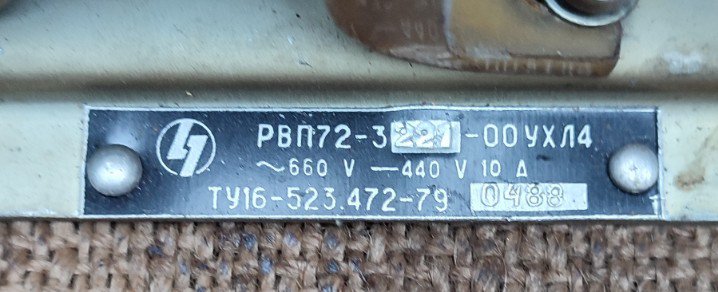 РВП72-3221-00УХЛ4
~660 V —440 V 10 А
ТУ16-523.472-79 0488